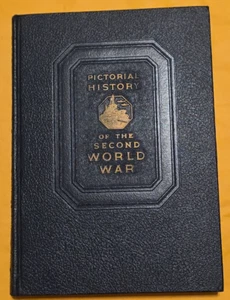 PICTORIAL
HISTORY
OF THE
SECOND
WORLD
WAR